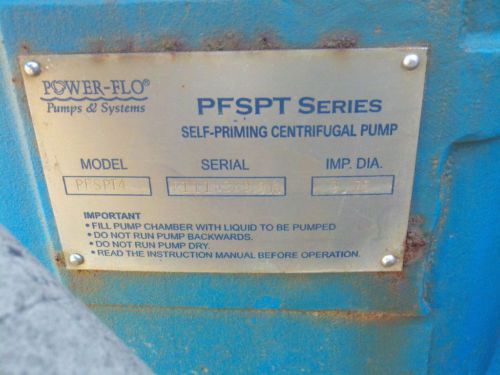 POWER-FLO®
Pumps & Systems
PFSPT SERIES
SELF-PRIMING CENTRIFUGAL PUMP
MODEL SERIAL IMP. DIA.
PFSPT4
IMPORTANT
• FILL PUMP CHAMBER WITH LIQUID TO BE PUMPED
• DO NOT RUN PUMP BACKWARDS.
• DO NOT RUN PUMP DRY.
• READ THE INSTRUCTION MANUAL BEFORE OPERATION.